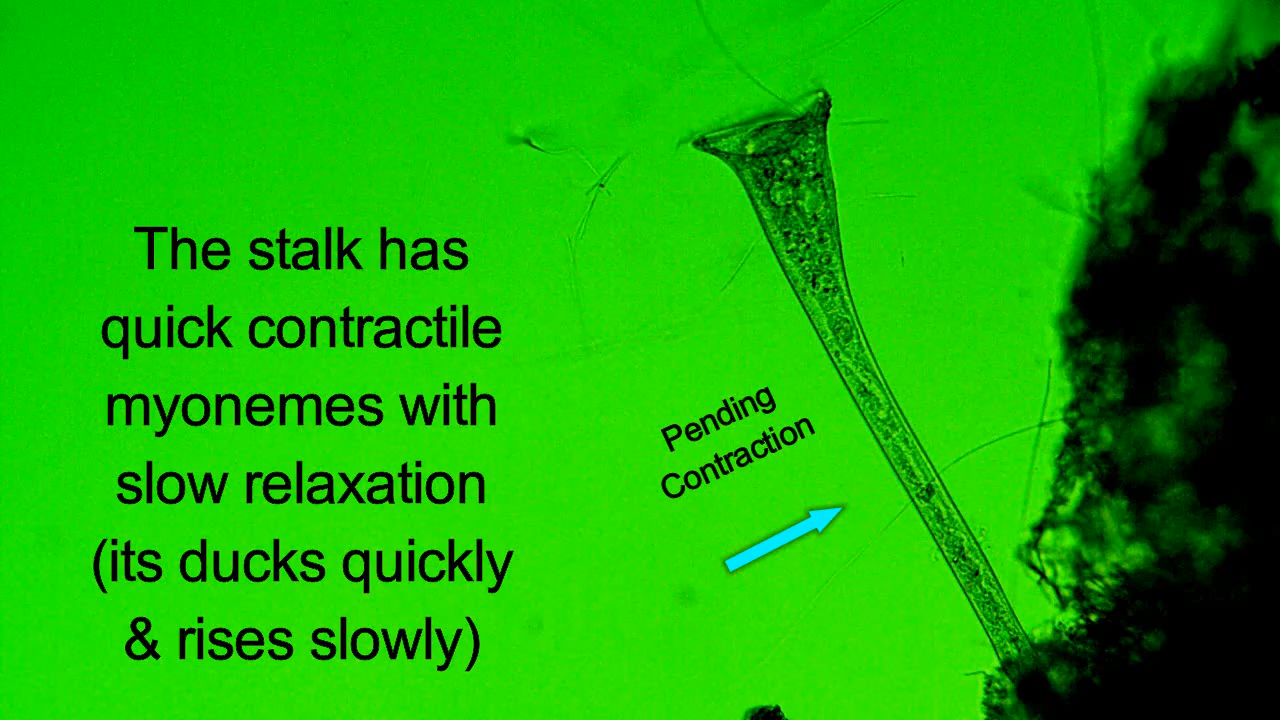 The stalk has
quick contractile
myonemes with
slow relaxation
(its ducks quickly
& rises slowly)
Pending
Contraction